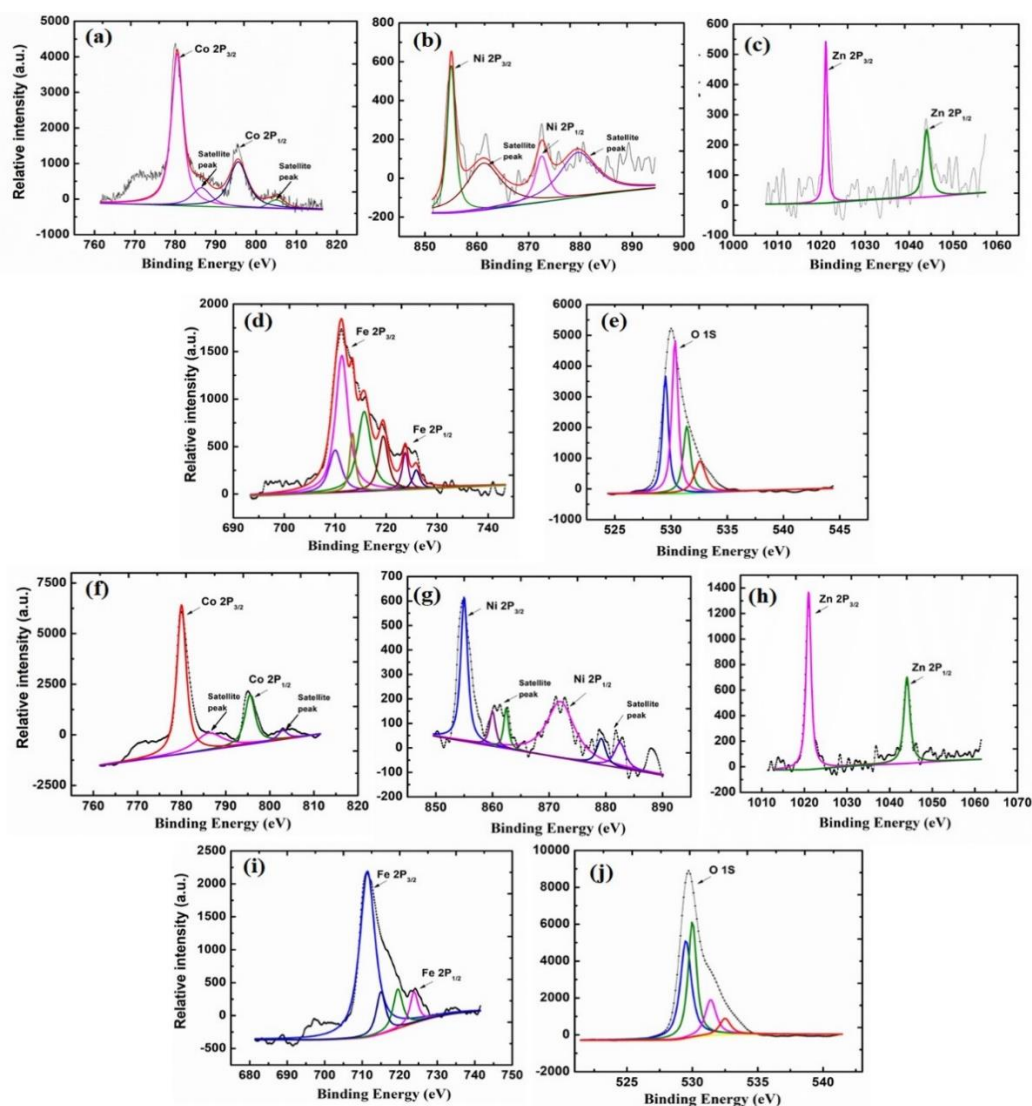 (a)
Co 2P3/2
Co 2P1/2
Satellite
peak
Satellite
peak
Relative intensity (a.u.)
5000
4000
3000
2000
1000
0
-1000
760 770 780 790 800 810 820
Binding Energy (eV)
(b)
Ni 2P3/2
Satellite
peak
Ni 2P1/2
Satellite
peak
800
600
400
200
0
-200
850 860 870 880 890 900
Binding Energy (eV)
(c)
Zn 2P3/2
Zn 2P1/2
600
500
400
300
200
100
0
-100
1000 1010 1020 1030 1040 1050 1060
Binding Energy (eV)
(d)
Fe 2P3/2
Fe 2P1/2
Relative intensity (a.u.)
2000
1500
1000
500
0
690 700 710 720 730 740
Binding Energy (eV)
(e)
O 1S
6000
5000
4000
3000
2000
1000
0
-1000
525 530 535 540 545
Binding Energy (eV)
(f)
Co 2P3/2
Satellite
peak
Co 2P1/2
Satellite
peak
Relative intensity (a.u.)
7500
5000
2500
0
-2500
760 770 780 790 800 810 820
Binding Energy (eV)
(g)
Ni 2P3/2
Satellite
peak
Ni 2P1/2
Satellite
peak
700
600
500
400
300
200
100
0
-100
-200
850 860 870 880 890
Binding Energy (eV)
(h)
Zn 2P3/2
Zn 2P1/2
1400
1200
1000
800
600
400
200
0
-200
1010 1020 1030 1040 1050 1060 1070
Binding Energy (eV)
(i)
Fe 2P3/2
Fe 2P1/2
Relative intensity (a.u.)
2500
2000
1500
1000
500
0
-500
680 690 700 710 720 730 740 750
Binding Energy (eV)
(j)
O 1S
10000
8000
6000
4000
2000
0
-2000
525 530 535 540
Binding Energy (eV)